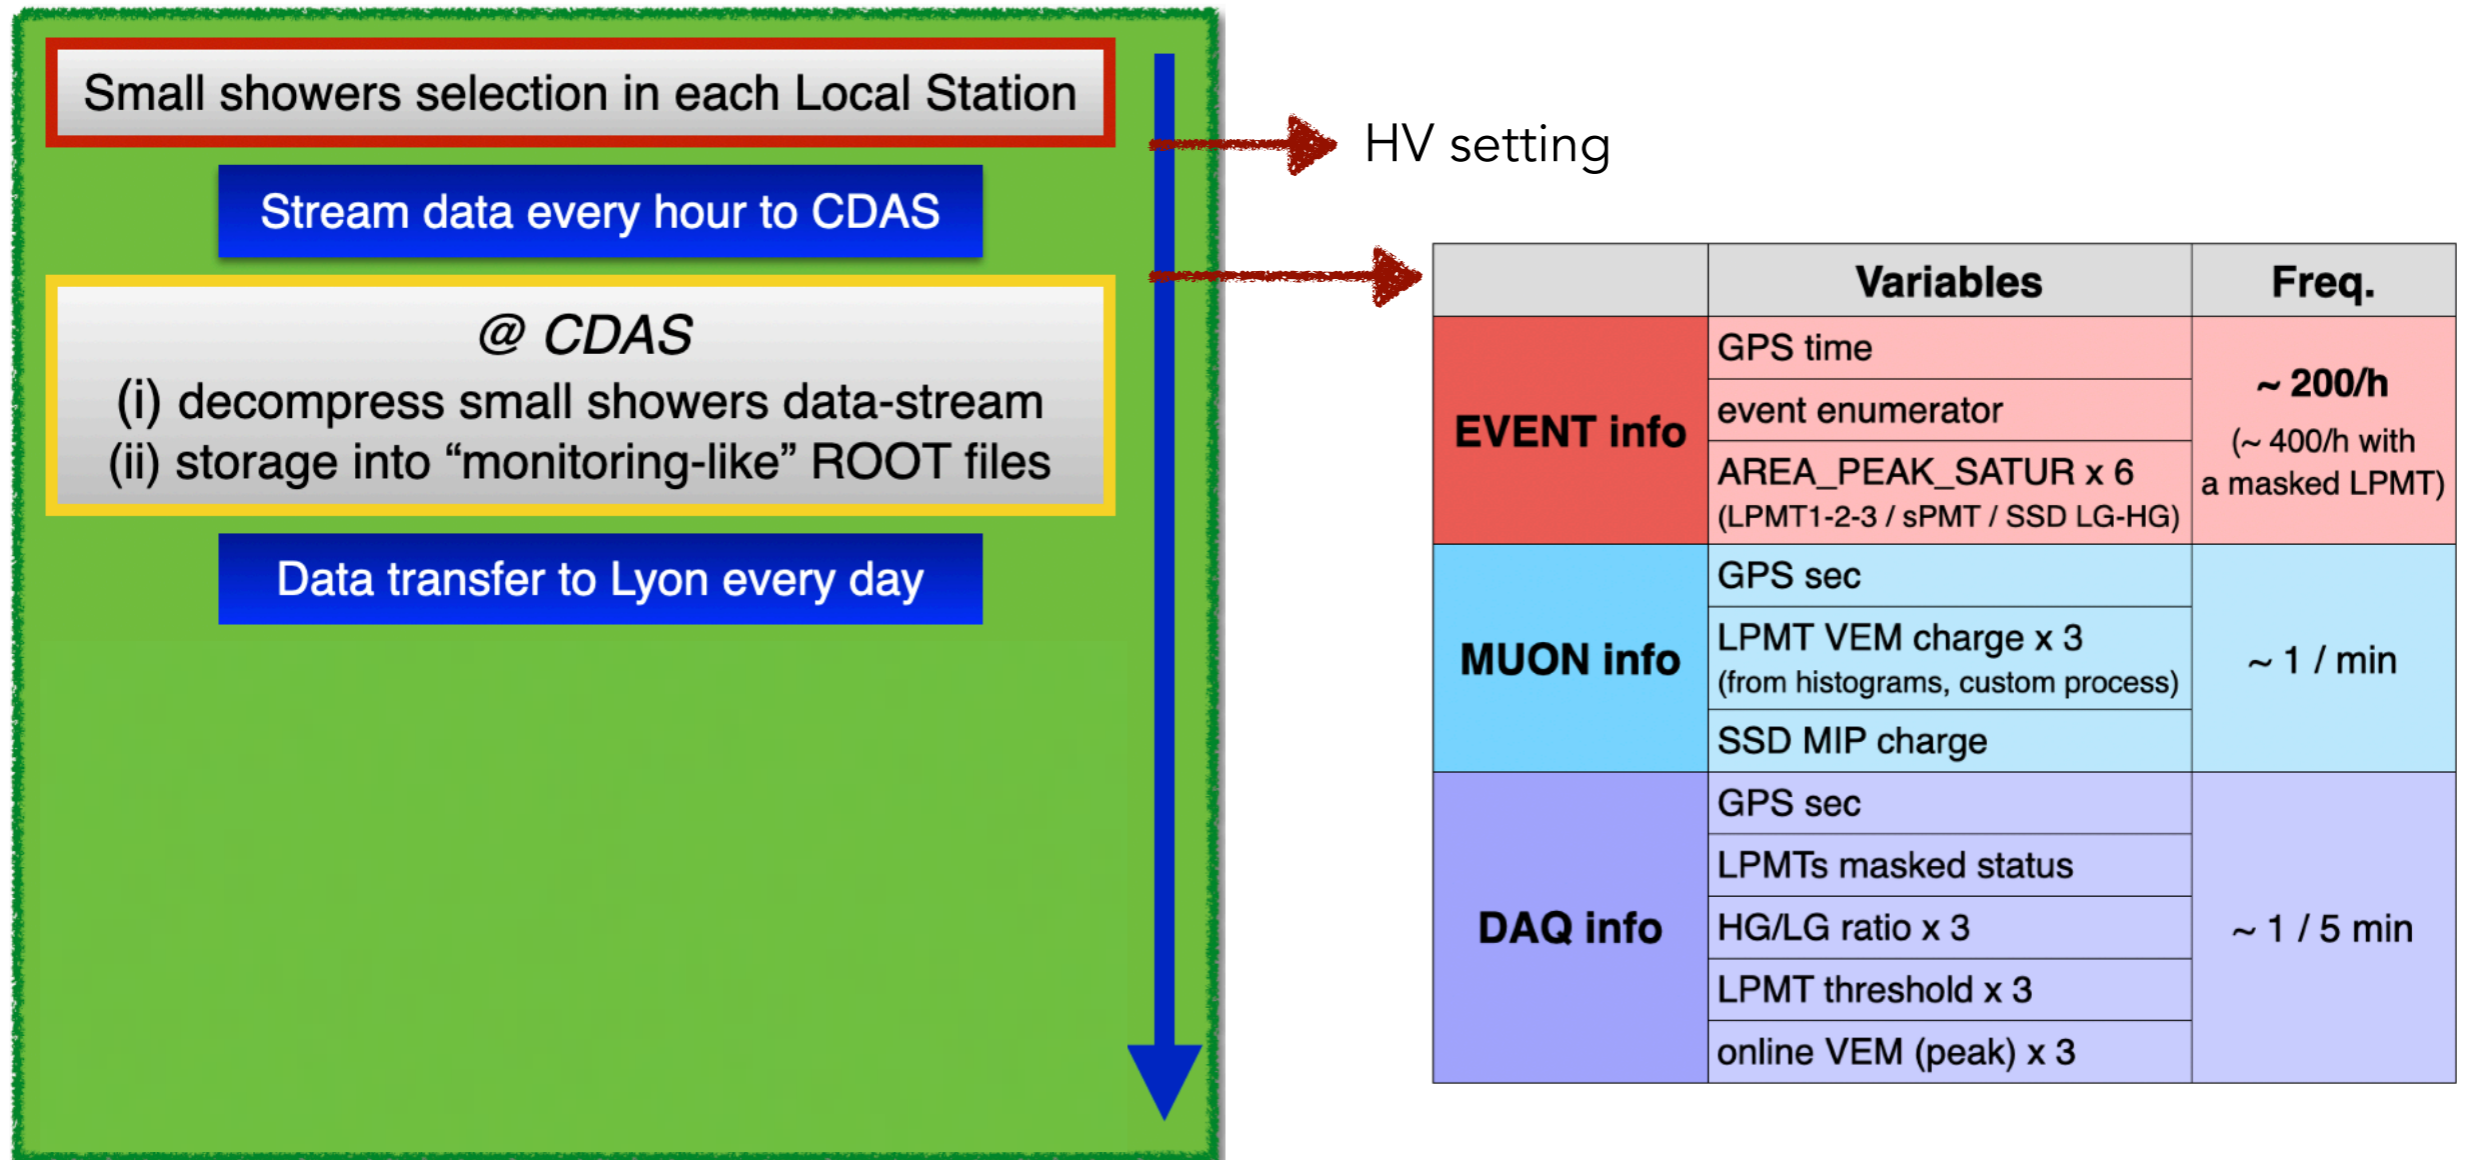 Small showers selection in each Local Station
HV setting
Stream data every hour to CDAS
@ CDAS
(i) decompress small showers data-stream
(ii) storage into “monitoring-like” ROOT files
Data transfer to Lyon every day
Variables
Freq.
EVENT info
GPS time
event enumerator
AREA_PEAK_SATUR x 6
(LPMT1-2-3 / sPMT / SSD LG-HG)
~ 200/h
(~ 400/h with
a masked LPMT)
MUON info
GPS sec
LPMT VEM charge x 3
(from histograms, custom process)
SSD MIP charge
~ 1 / min
DAQ info
GPS sec
LPMTs masked status
HG/LG ratio x 3
LPMT threshold x 3
online VEM (peak) x 3
~ 1 / 5 min